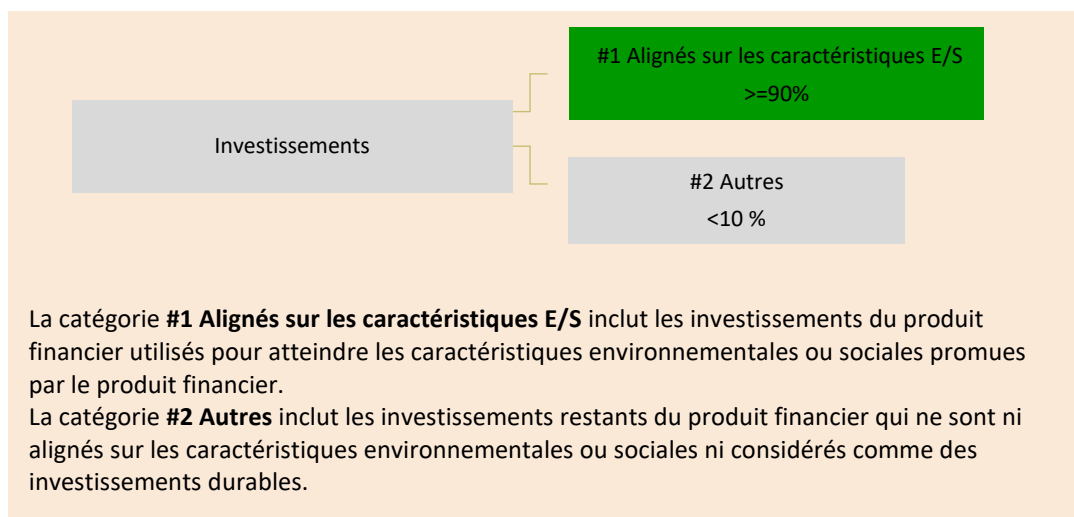 #1 Alignés sur les caractéristiques E/S
>=90%
Investissements
#2 Autres
<10 %
La catégorie #1 Alignés sur les caractéristiques E/S inclut les investissements du produit
financier utilisés pour atteindre les caractéristiques environnementales ou sociales promues
par le produit financier.
La catégorie #2 Autres inclut les investissements restants du produit financier qui ne sont ni
alignés sur les caractéristiques environnementales ou sociales ni considérés comme des
investissements durables.